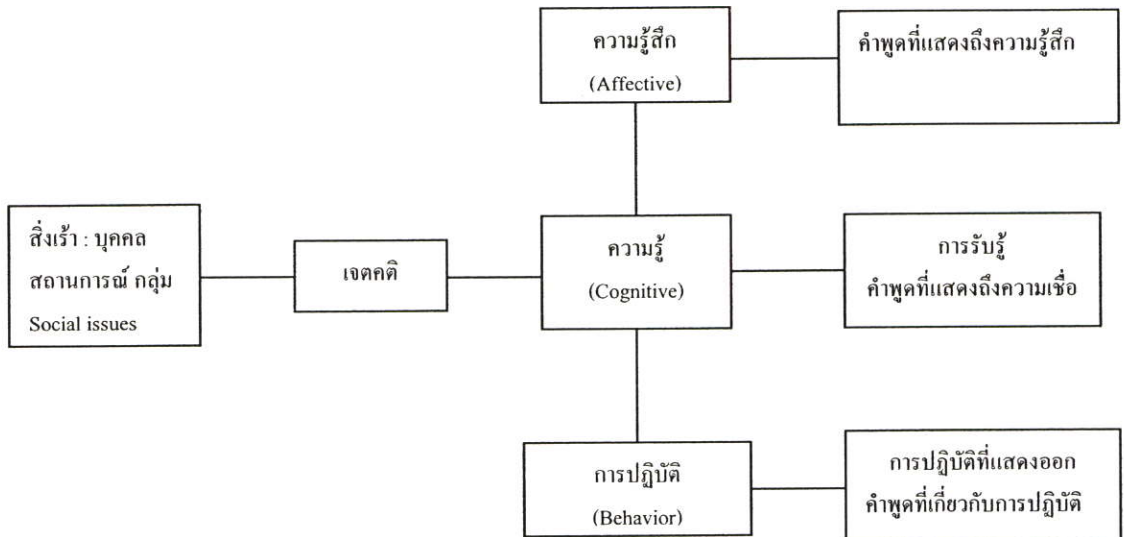 ความรู้สึก
(Affective)
คำพูดที่แสดงถึงความรู้สึก
สิ่งเร้า : บุคคล
สถานการณ์ กลุ่ม
Social issues
เจตคติ
ความรู้
(Cognitive)
การรับรู้
คำพูดที่แสดงถึงความเชื่อ
การปฏิบัติ
(Behavior)
การปฏิบัติที่แสดงออก
คำพูดที่เกี่ยวกับการปฏิบัติ